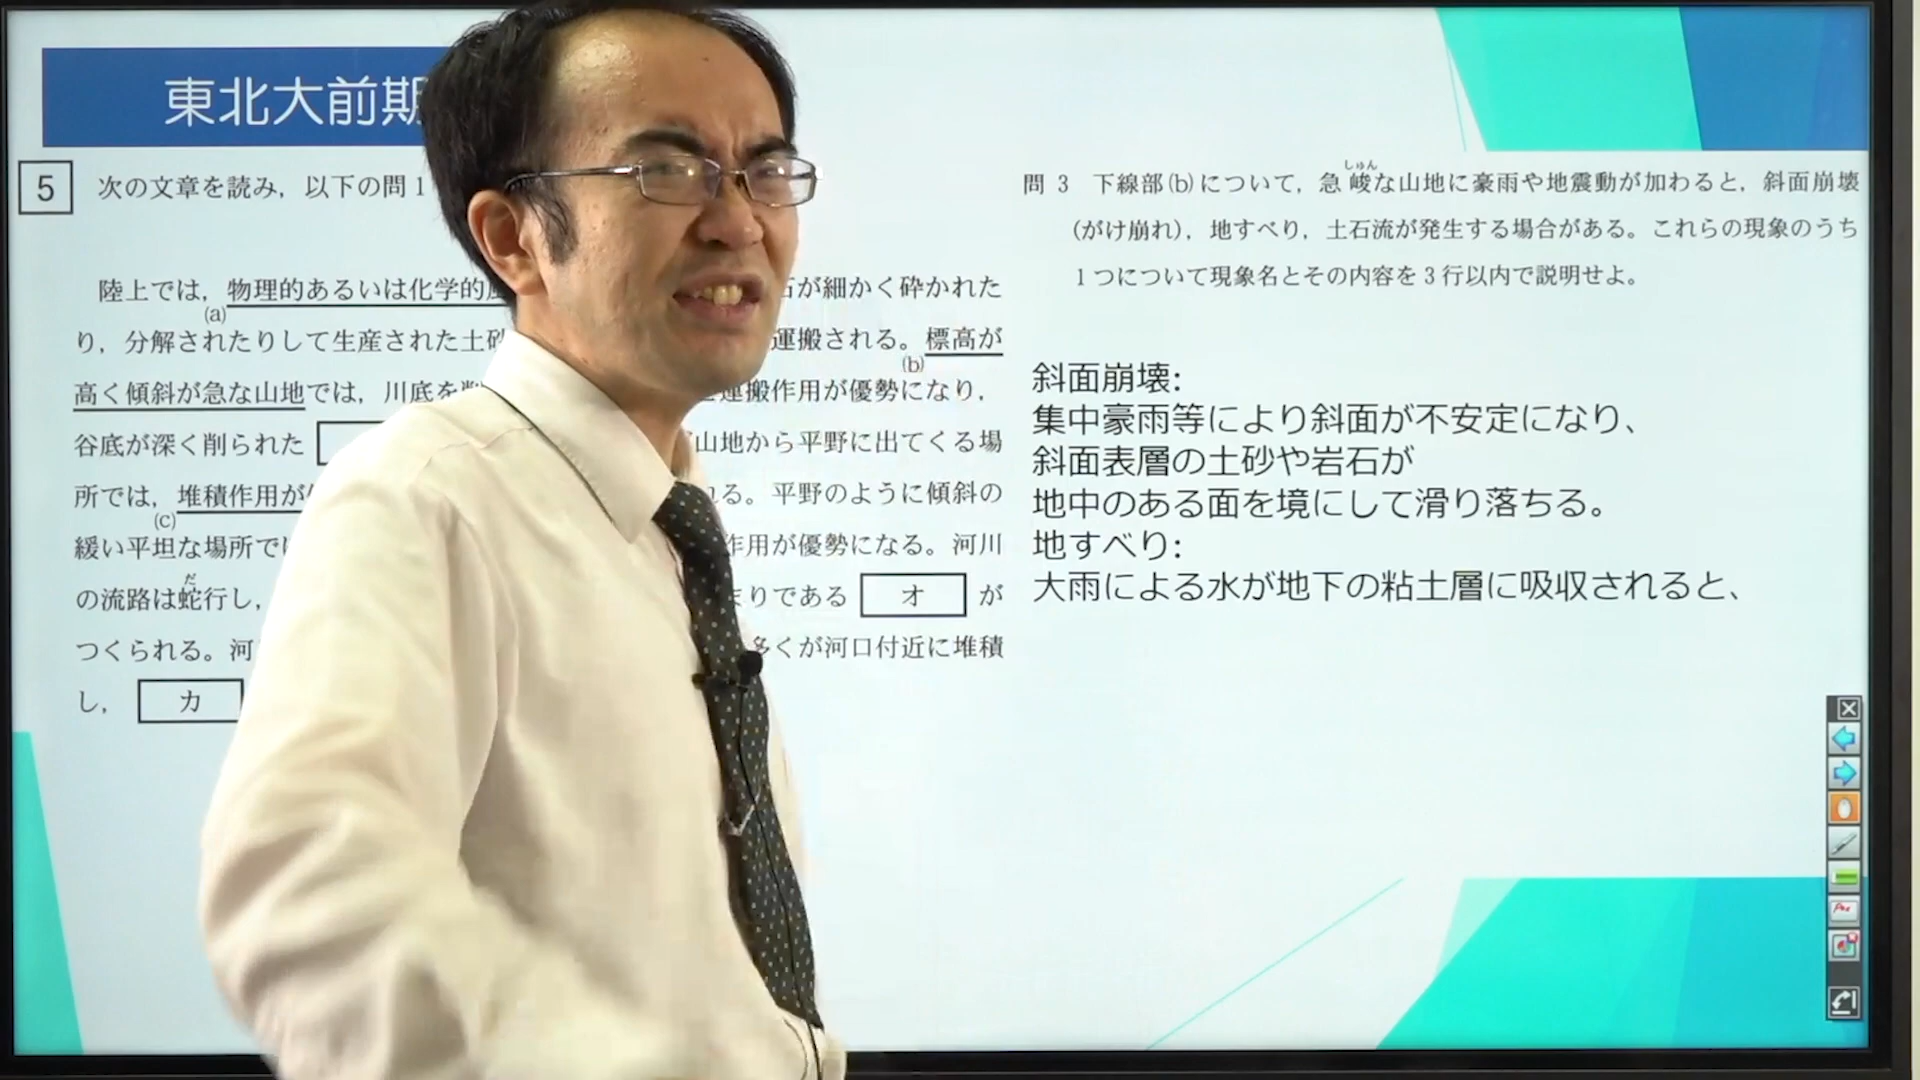 東北大前期
5 次の文章を読み，以下の問1
陸上では，物理的あるいは化学的 が細かく砕かれた
(a)
り，分解されたりして生産された土砂 運搬される。標高が
(b)
高く傾斜が急な山地では，川底を 運搬作用が優勢になり，
谷底が深く削られた 山地から平野に出てくる場
所では，堆積作用が る。平野のように傾斜の
(c)
緩い平坦な場所で 作用が優勢になる。河川
だ
の流路は蛇行し， まりである オ が
つくられる。河 多くが河口付近に堆積
し， カ
しゅん
問 3 下線部(b)について，急峻な山地に豪雨や地震動が加わると，斜面崩壊
(がけ崩れ)，地すべり，土石流が発生する場合がある。これらの現象のうち
1つについて現象名とその内容を3行以内で説明せよ。
斜面崩壊:
集中豪雨等により斜面が不安定になり、
斜面表層の土砂や岩石が
地中のある面を境にして滑り落ちる。
地すべり:
大雨による水が地下の粘土層に吸収されると、